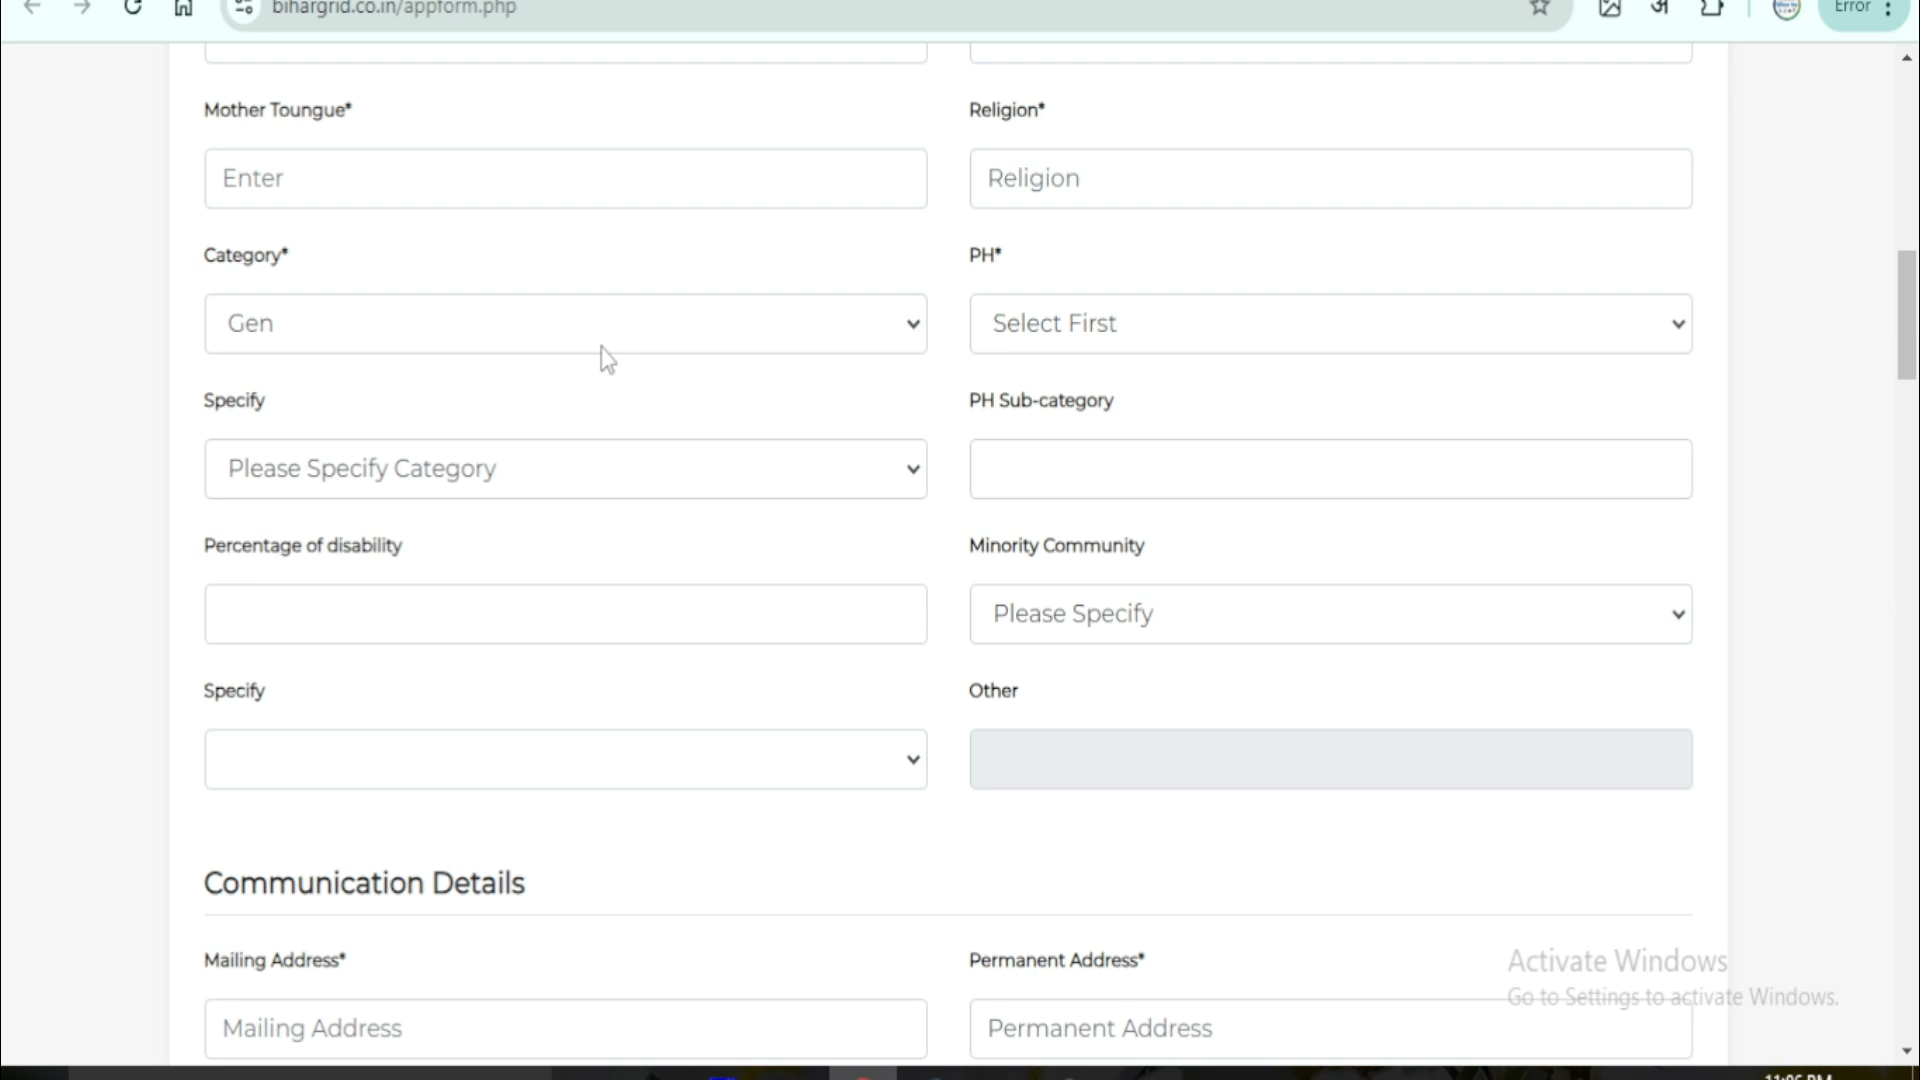 bihargrid.co.in/appform.php
अ
Error
Mother Toungue*
Religion*
Enter
Religion
Category*
PH*
Gen
Select First
Specify
PH Sub-category
Please Specify Category
Percentage of disability
Minority Community
Please Specify
Specify
Other
Communication Details
Mailing Address*
Permanent Address*
Activate Windows
Go to Settings to activate Windows.
Mailing Address
Permanent Address